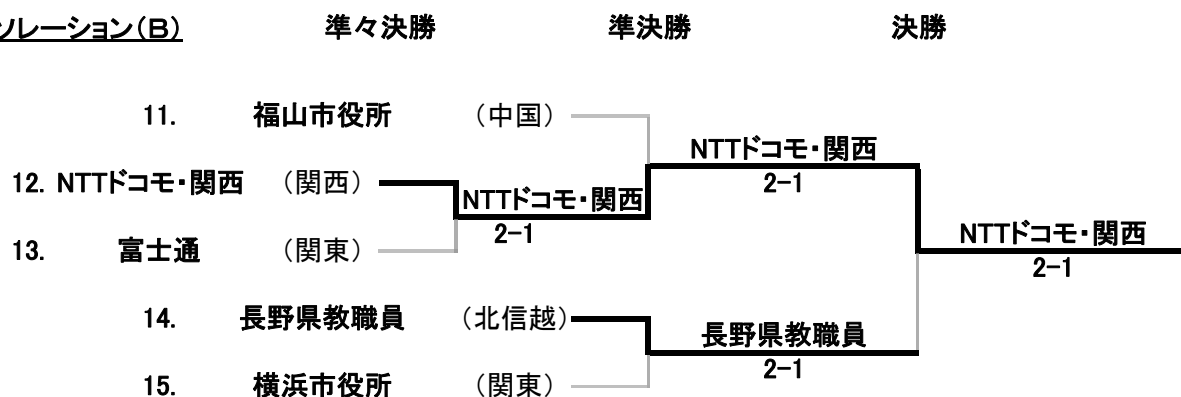 ソレーション(B) 準々決勝 準決勝 決勝
11. 福山市役所 (中国)
NTTドコモ・関西
12. NTTドコモ・関西 (関西)
2-1
NTTドコモ・関西
2-1
NTTドコモ・関西
13. 富士通 (関東)
2-1
14. 長野県教職員 (北信越)
長野県教職員
2-1
15. 横浜市役所 (関東)